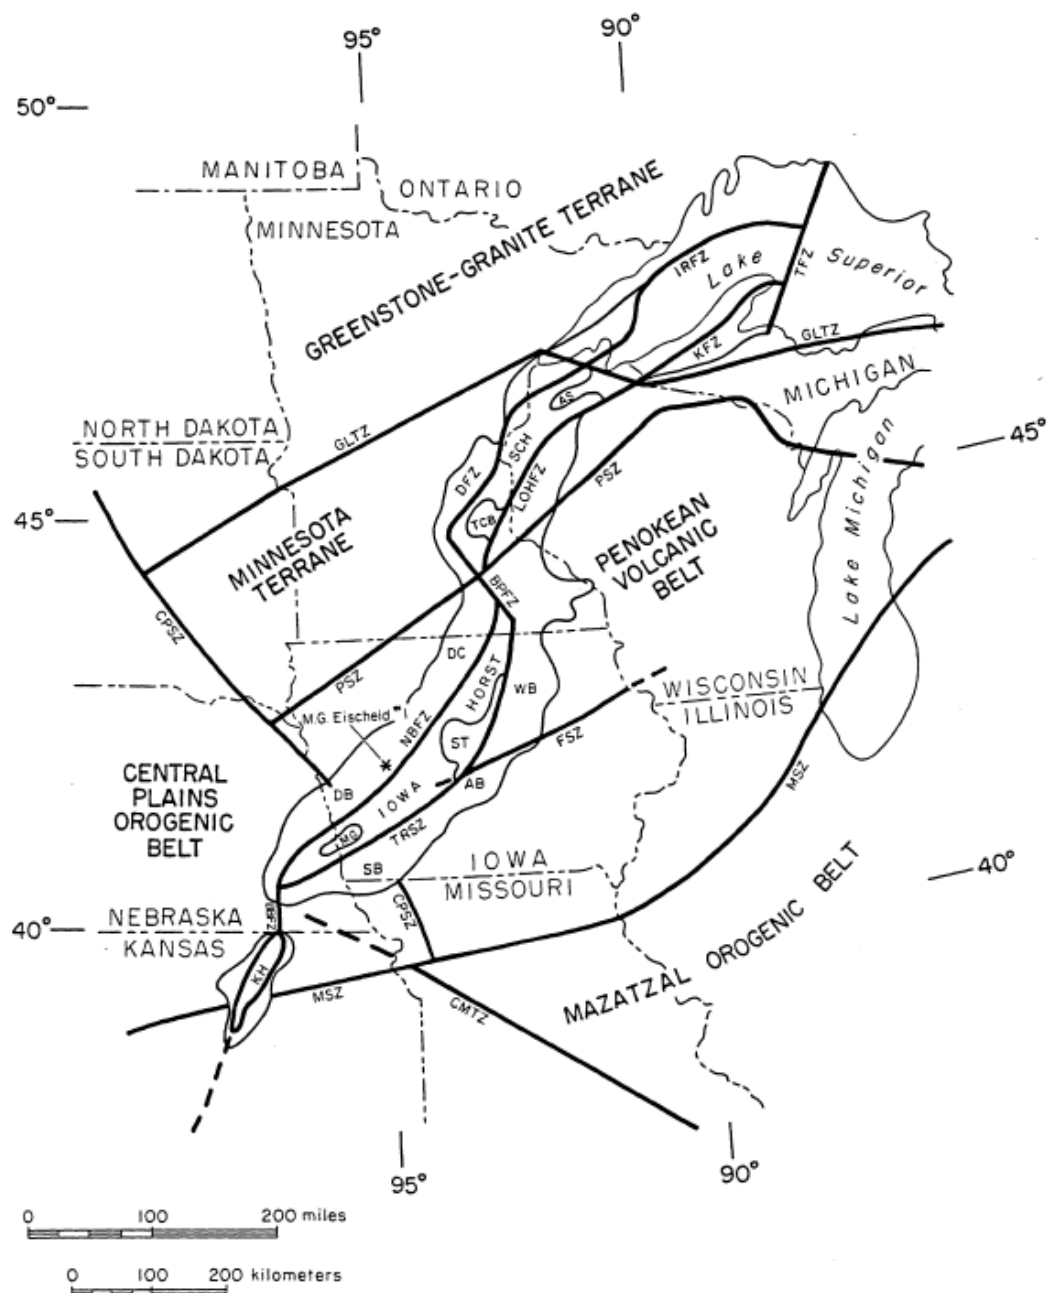 95°
90°
50°
MANITOBA
ONTARIO
MINNESOTA
GREENSTONE-GRANITE TERRANE
IRFZ
Lake
Superior
TFZ
GLTZ
KFZ
MICHIGAN
AS
NORTH DAKOTA
SOUTH DAKOTA
GLTZ
SCH
DFZ
LOHFZ
PSZ
Lake Michigan
45°
45°
TCB
MINNESOTA
TERRANE
PENOKEAN
VOLCANIC
BELT
BPFZ
CPSZ
DC
HORST
PSZ
WB
WISCONSIN
ILLINOIS
M.G. Eischeid
NBFZ
ST
FSZ
CENTRAL
PLAINS
OROGENIC
BELT
DB
IOWA
AB
MSZ
MG
TRSZ
SB
IOWA
MISSOURI
40°
CPSZ
NEBRASKA
KANSAS
40°
KH
MSZ
CMTZ
MAZATZAL OROGENIC BELT
95°
90°
0 100 200 miles
0 100 200 kilometers